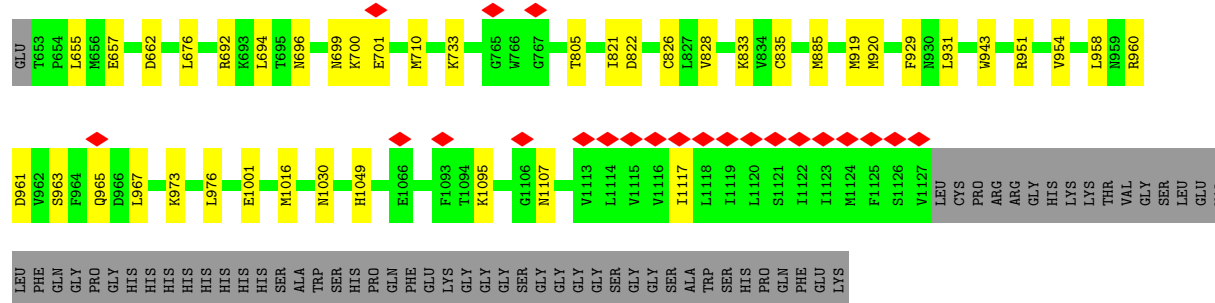 GLU T653 P654 L655 M656 E657 D662 L676 R692 K693 L694 T695 N696 N699 K700 E701 M710 K733 G765 W766 G767 T805 I821 D822 C826 L827 V828 K833 V834 C835 M885 M919 M920 F929 N930 L931 W943 R951 V954 L958 N959 R960
D961 V962 S963 F964 Q965 D966 L967 K973 L976 E1001 M1016 N1030 H1049 E1066 F1093 T1094 K1095 G1106 N1107 V1113 L1114 V1115 V1116 I1117 L1118 I1119 L1120 S1121 I1122 I1123 M1124 F1125 S1126 V1127 LEU CYS PRO ARG ARG GLY HIS LYS LYS THR VAL GLY SER LEU GLU
LEU PHE GLN GLY PRO GLY HIS HIS HIS HIS HIS HIS HIS HIS SER ALA TRP SER HIS PRO GLN PHE GLU LYS GLY GLY GLY SER GLY GLY GLY SER GLY GLY SER ALA TRP SER HIS PRO GLN PHE GLU LYS